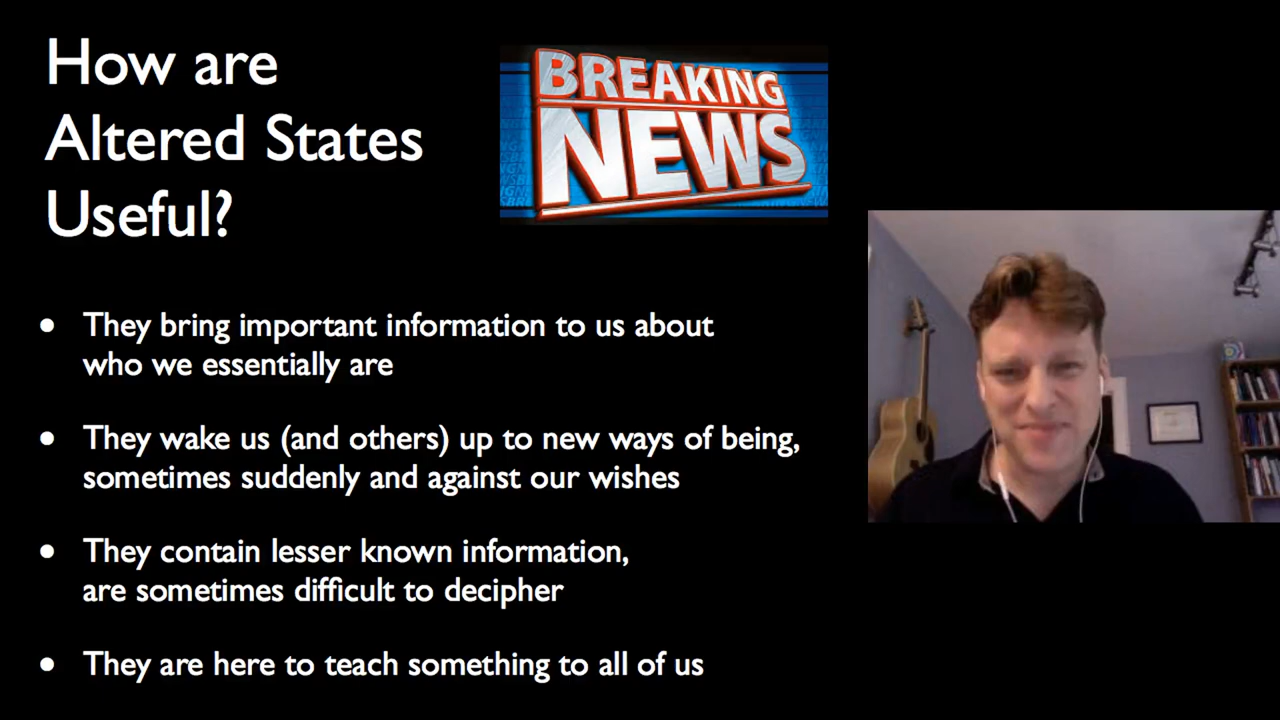 How are
Altered States
Useful?
BREAKING
NEWS
• They bring important information to us about
who we essentially are
• They wake us (and others) up to new ways of being,
sometimes suddenly and against our wishes
• They contain lesser known information,
are sometimes difficult to decipher
• They are here to teach something to all of us